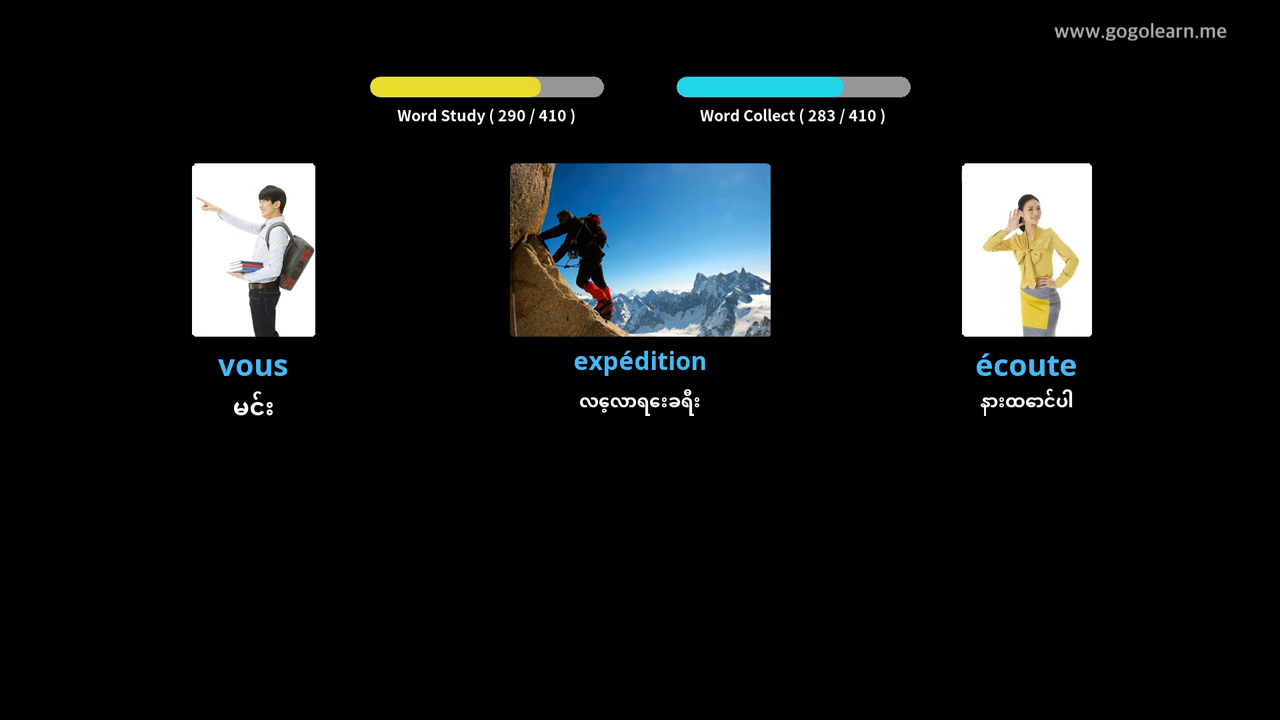 www.gogolearn.me
Word Study ( 290 / 410 )
Word Collect ( 283 / 410 )
vous
expédition
écoute
မင်း
လေ့လာရေးခရီး
နားထောင်ပါ